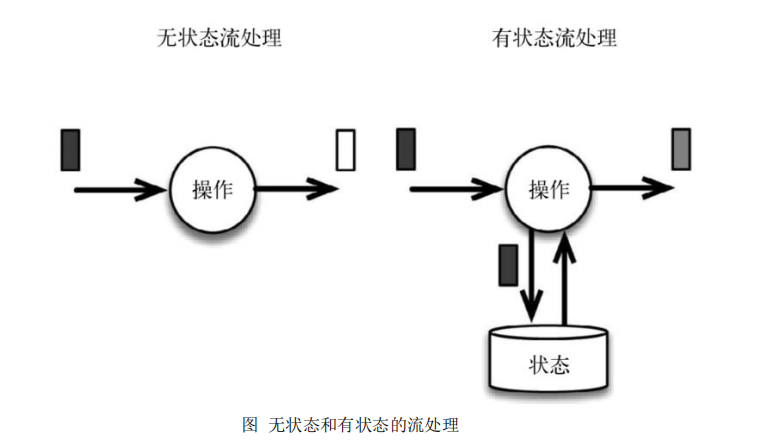 无状态流处理
有状态流处理
操作
操作
状态
图 无状态和有状态的流处理